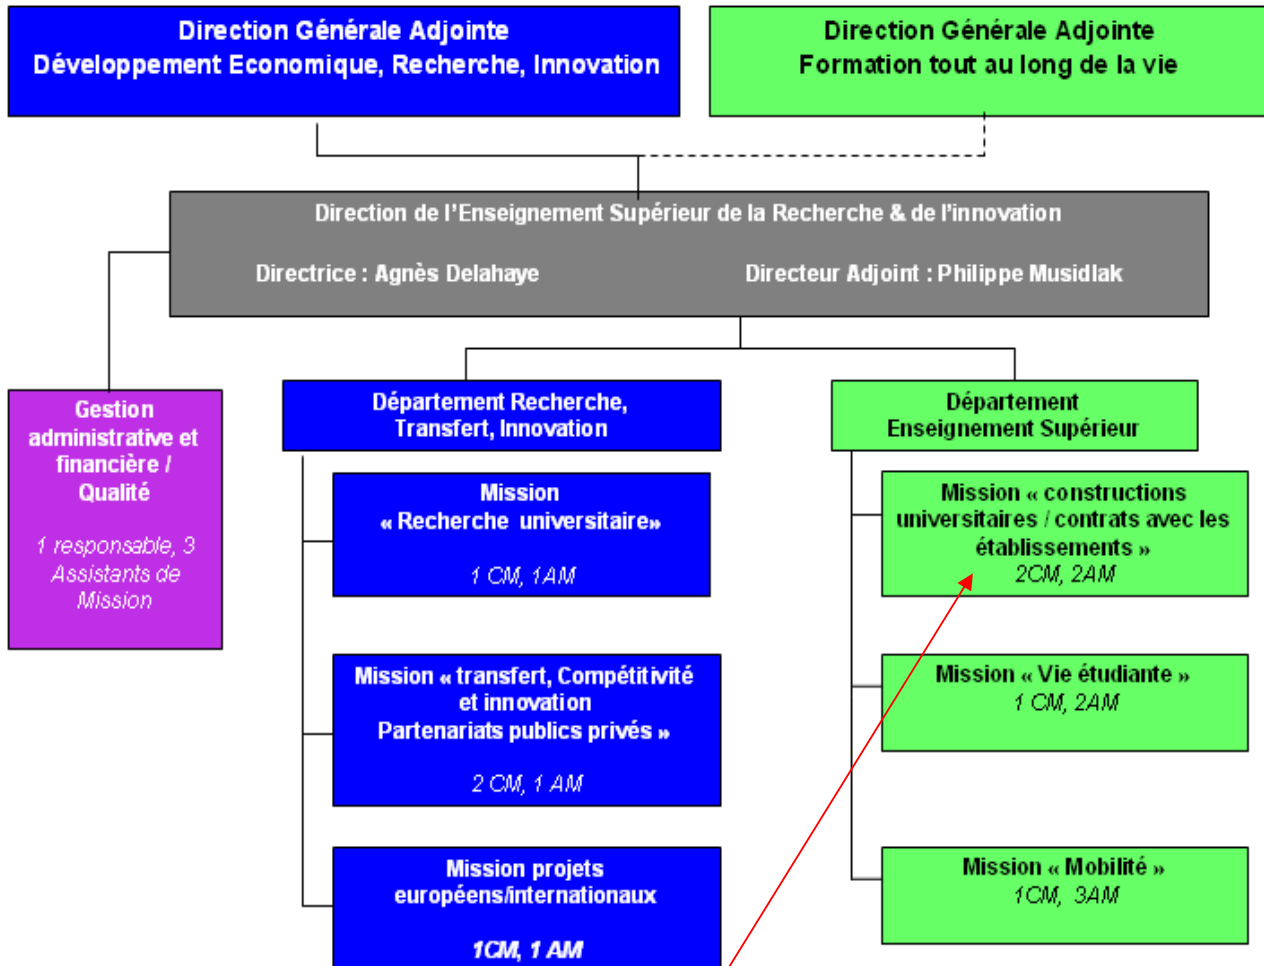 Direction Générale Adjointe
Développement Economique, Recherche, Innovation
Direction Générale Adjointe
Formation tout au long de la vie
Direction de l'Enseignement Supérieur de la Recherche & de l'innovation
Directrice : Agnès Delahaye
Directeur Adjoint : Philippe Musidlak
Gestion
administrative et
financière /
Qualité
1 responsable, 3
Assistants de
Mission
Département Recherche,
Transfert, Innovation
Mission
« Recherche universitaire»
1 CM, 1AM
Mission « transfert, Compétitivité
et innovation
Partenariats publics privés »
2 CM, 1 AM
Mission projets
européens/internationaux
1CM, 1 AM
Département
Enseignement Supérieur
Mission « constructions
universitaires / contrats avec les
établissements »
2CM, 2AM
Mission « Vie étudiante »
1 CM, 2AM
Mission « Mobilité »
1CM, 3AM